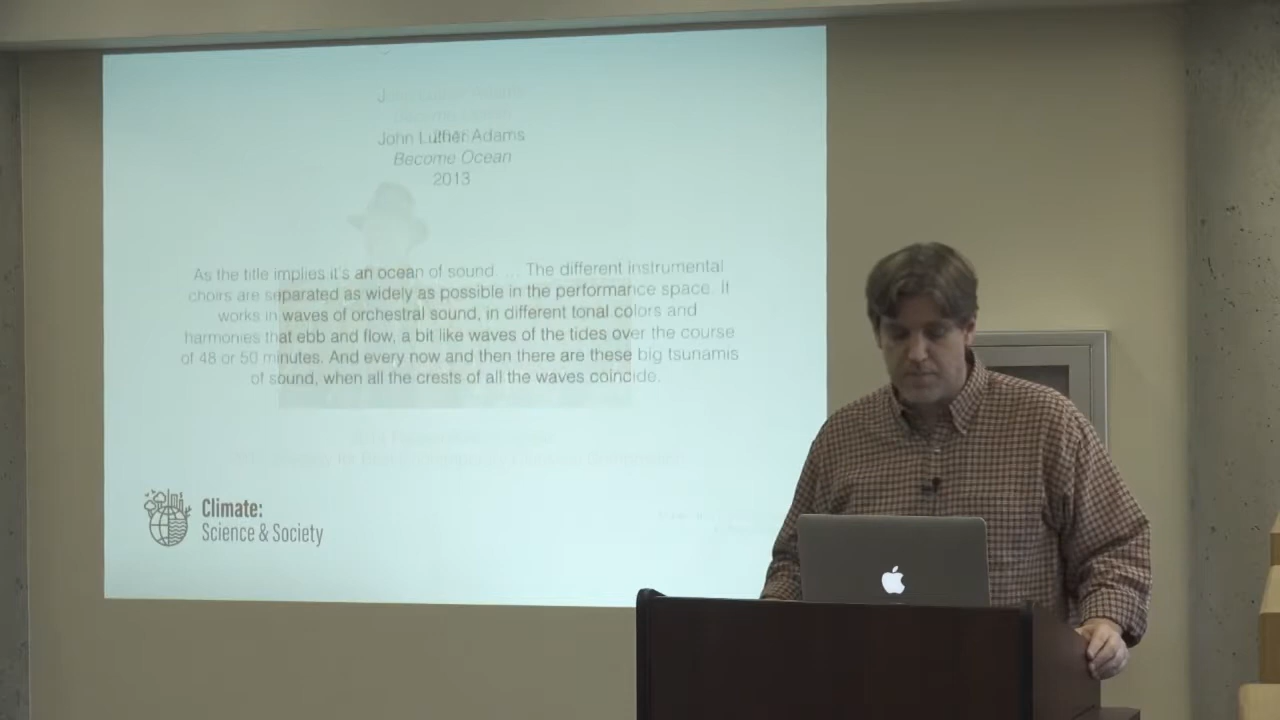 John Luther Adams
Become Ocean
2013
As the title implies it's an ocean of sound. ... The different instrumental
choirs are separated as widely as possible in the performance space. It
works in waves of orchestral sound, in different tonal colors and
harmonies that ebb and flow, a bit like waves of the tides over the course
of 48 or 50 minutes. And every now and then there are these big tsunamis
of sound, when all the crests of all the waves coincide.
Climate:
Science & Society